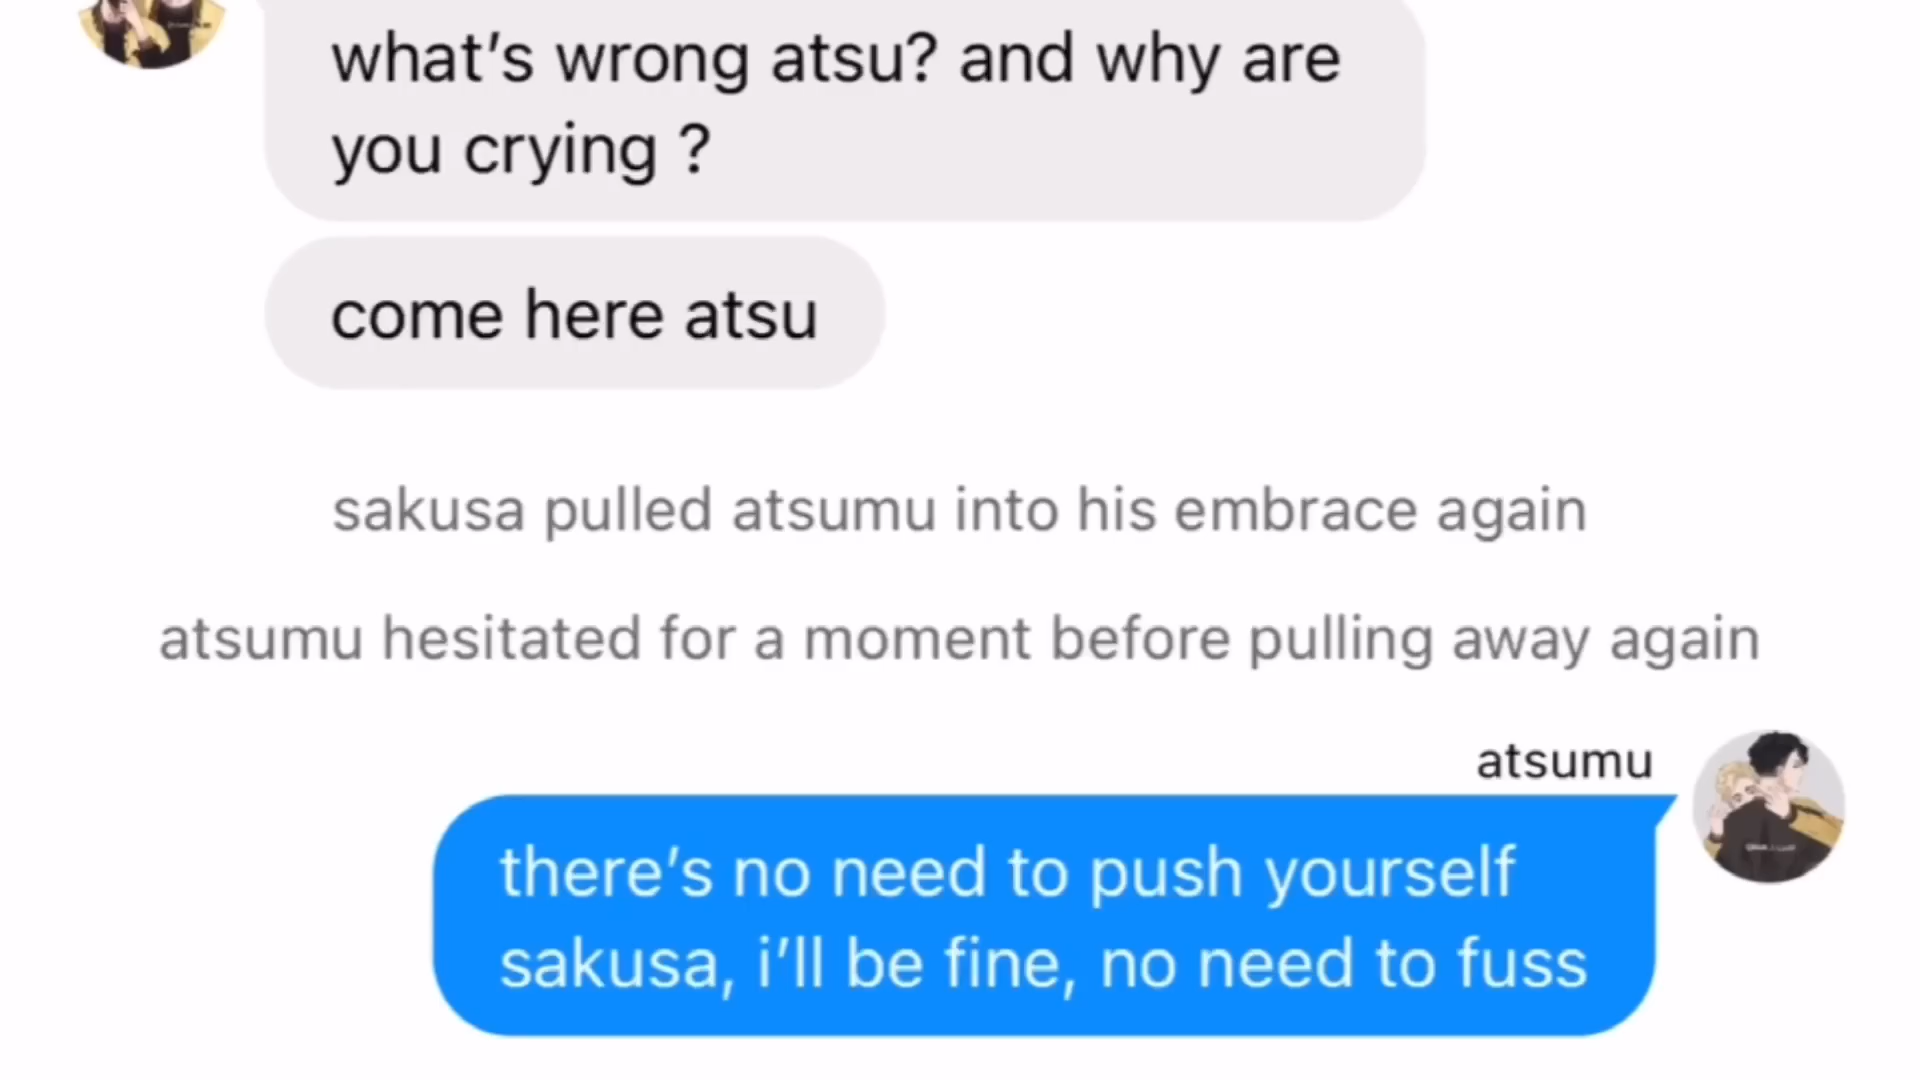 what's wrong atsu? and why are
you crying ?
come here atsu
sakusa pulled atsumu into his embrace again
atsumu hesitated for a moment before pulling away again
atsumu
there's no need to push yourself
sakusa, i'll be fine, no need to fuss